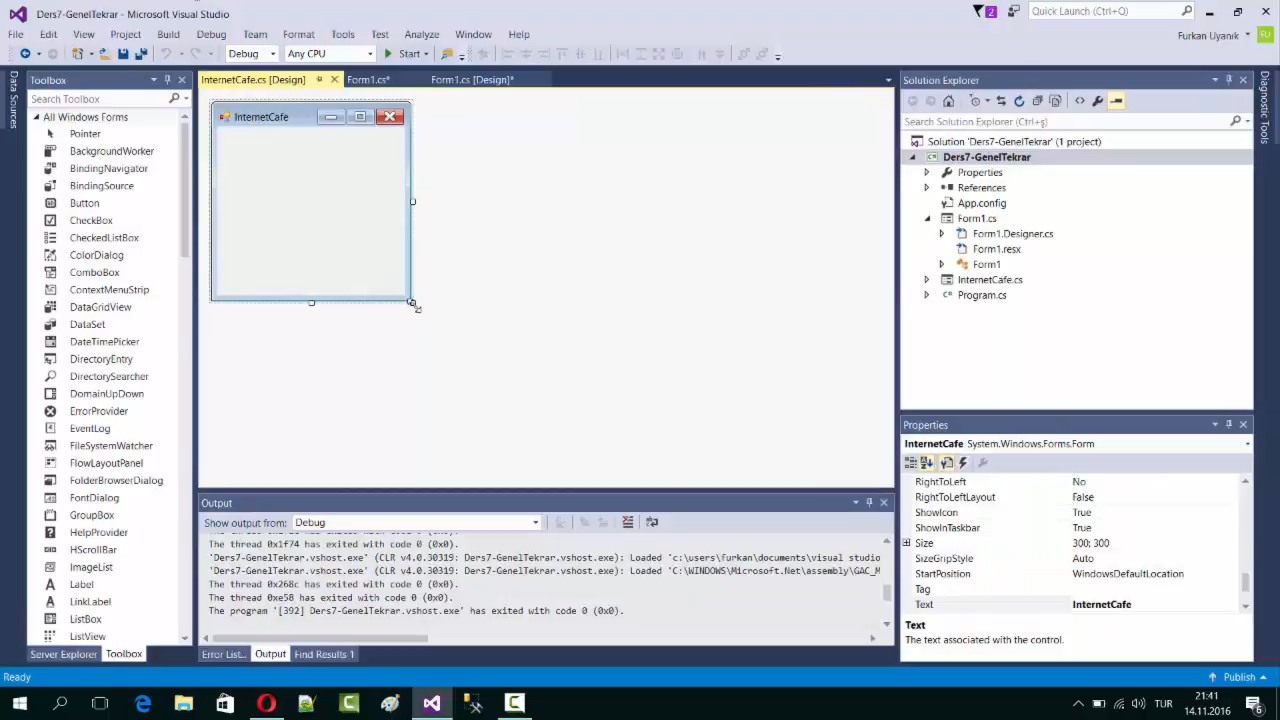 Ders7-GenelTekrar - Microsoft Visual Studio
2
Quick Launch (Ctrl+Q)
File Edit View Project Build Debug Team Format Tools Test Analyze Window Help
Furkan Uyanık
FU
Debug Any CPU Start
Data Sources
Toolbox
Search Toolbox
All Windows Forms
Pointer
BackgroundWorker
BindingNavigator
BindingSource
Button
CheckBox
CheckedListBox
ColorDialog
ComboBox
ContextMenuStrip
DataGridView
DataSet
DateTimePicker
DirectoryEntry
DirectorySearcher
DomainUpDown
ErrorProvider
EventLog
FileSystemWatcher
FlowLayoutPanel
FolderBrowserDialog
FontDialog
GroupBox
HelpProvider
HScrollBar
ImageList
Label
LinkLabel
ListBox
ListView
Server Explorer Toolbox
InternetCafe.cs [Design] Form1.cs* Form1.cs [Design]*
InternetCafe
Output
Show output from: Debug
The thread 0x1f74 has exited with code 0 (0x0).
'Ders7-GenelTekrar.vshost.exe' (CLR v4.0.30319: Ders7-GenelTekrar.vshost.exe): Loaded 'c:\users\furkan\documents\visual studio
'Ders7-GenelTekrar.vshost.exe' (CLR v4.0.30319: Ders7-GenelTekrar.vshost.exe): Loaded 'C:\WINDOWS\Microsoft.Net\assembly\GAC_M
The thread 0x268c has exited with code 0 (0x0).
The thread 0xe58 has exited with code 0 (0x0).
The program '[392] Ders7-GenelTekrar.vshost.exe' has exited with code 0 (0x0).
Error List... Output Find Results 1
Solution Explorer
Search Solution Explorer (Ctrl+ş)
Solution 'Ders7-GenelTekrar' (1 project)
Ders7-GenelTekrar
Properties
References
App.config
Form1.cs
Form1.Designer.cs
Form1.resx
Form1
InternetCafe.cs
Program.cs
Diagnostic Tools
Properties
InternetCafe System.Windows.Forms.Form
RightToLeft No
RightToLeftLayout False
ShowIcon True
ShowInTaskbar True
Size 300; 300
SizeGripStyle Auto
StartPosition WindowsDefaultLocation
Tag
Text InternetCafe
Text
The text associated with the control.
Ready
Publish
TUR
21:41
14.11.2016
6